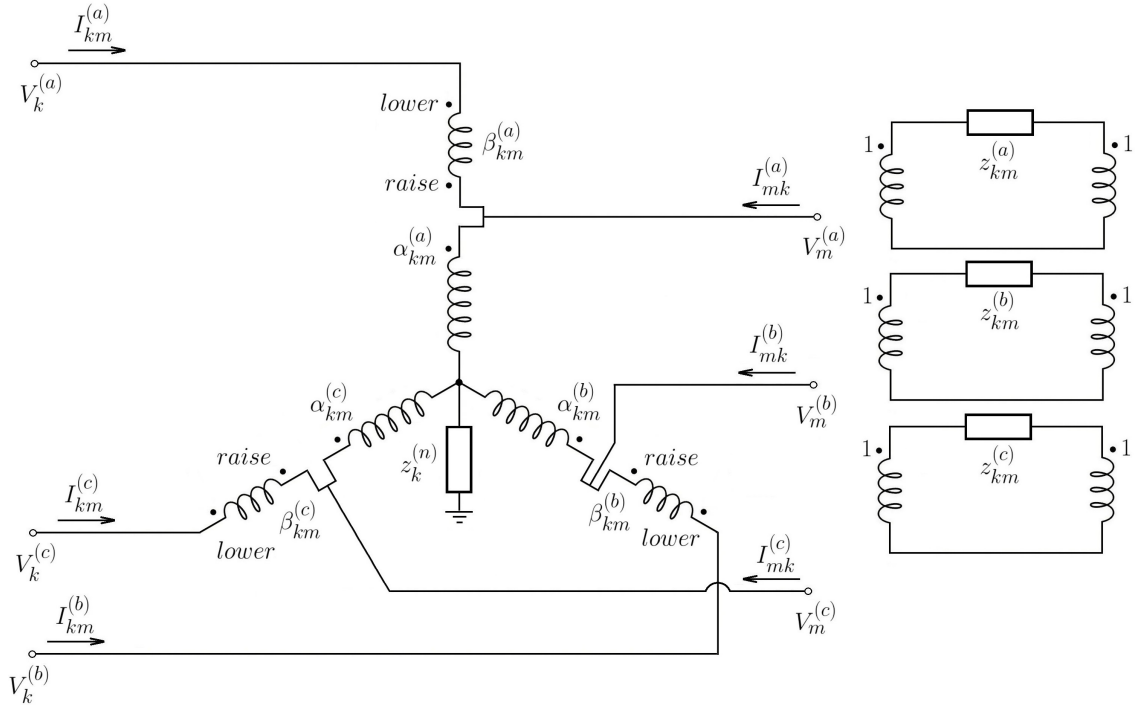 I_{km}^{(a)}
V_k^{(a)}
lower
β_{km}^{(a)}
raise
I_{mk}^{(a)}
V_m^{(a)}
α_{km}^{(a)}
I_{mk}^{(b)}
V_m^{(b)}
α_{km}^{(c)}
α_{km}^{(b)}
raise
z_k^{(n)}
raise
I_{km}^{(c)}
β_{km}^{(c)}
β_{km}^{(b)}
V_k^{(c)}
lower
lower
I_{mk}^{(c)}
V_m^{(c)}
I_{km}^{(b)}
V_k^{(b)}
1 z_{km}^{(a)} 1
1 z_{km}^{(b)} 1
1 z_{km}^{(c)} 1